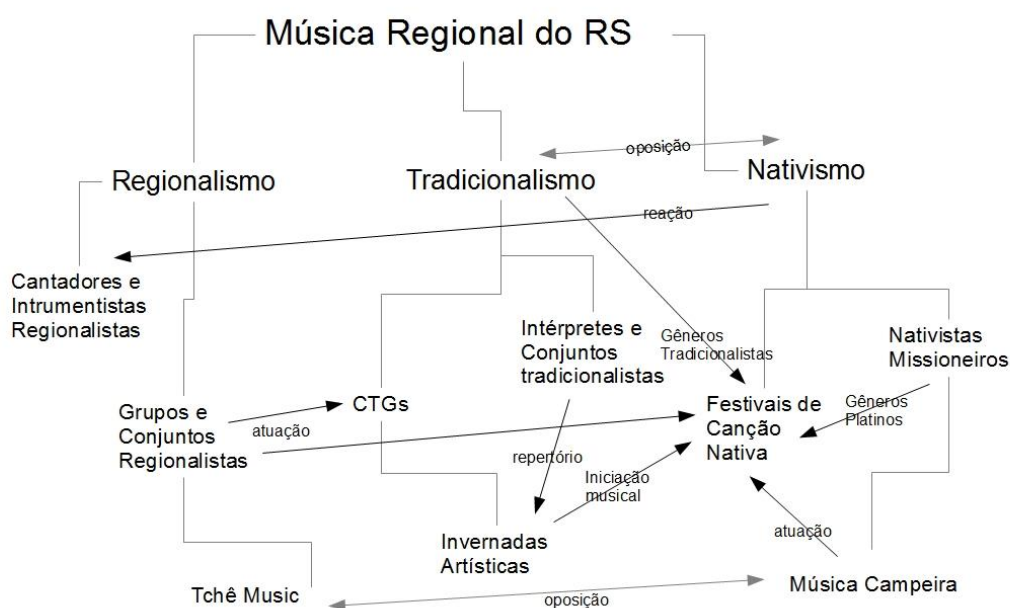 Música Regional do RS
oposição
Regionalismo
Tradicionalismo
Nativismo
reação
Cantadores e
Intrumentistas
Regionalistas
Intérpretes e
Conjuntos
tradicionalistas
Gêneros
Tradicionalistas
Nativistas
Missioneiros
Grupos e
Conjuntos
Regionalistas
atuação
CTGs
Festivais de
Canção
Nativa
Gêneros
Platinos
repertório
Iniciação
musical
atuação
Invernadas
Artísticas
Tchê Music
oposição
Música Campeira